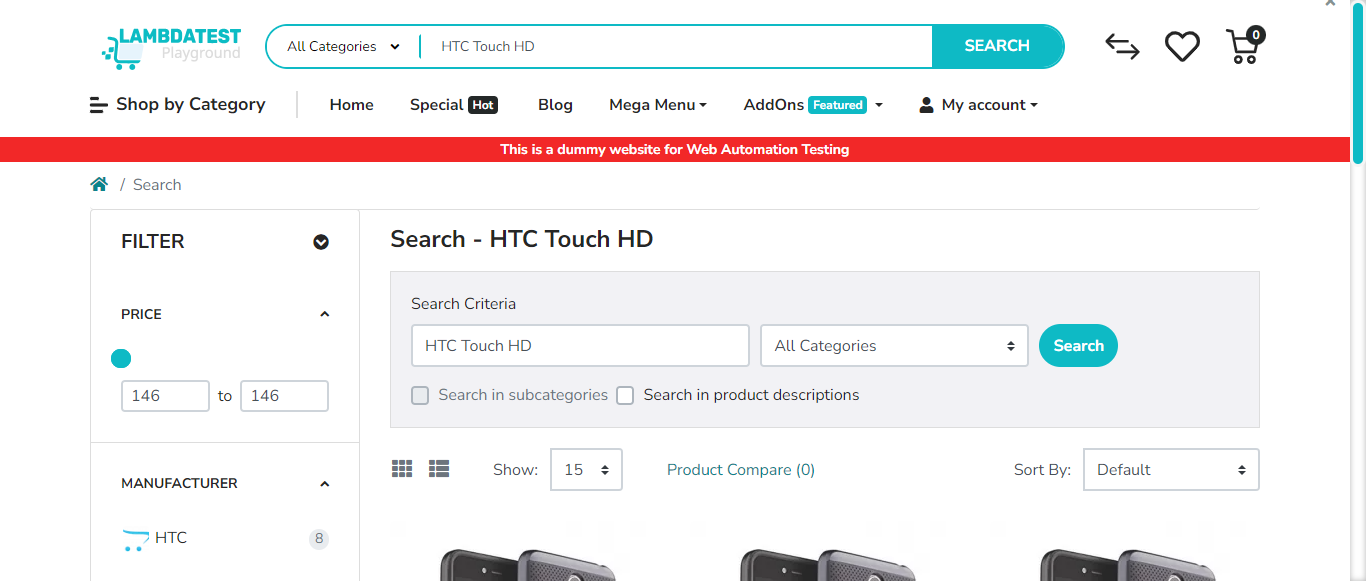 LAMBDATEST
Playground
All Categories
HTC Touch HD
SEARCH
0
Shop by Category
Home
Special Hot
Blog
Mega Menu
AddOns Featured
My account
This is a dummy website for Web Automation Testing
/ Search
FILTER
PRICE
146 to 146
MANUFACTURER
HTC 8
Search - HTC Touch HD
Search Criteria
HTC Touch HD
All Categories
Search
Search in subcategories
Search in product descriptions
Show: 15
Product Compare (0)
Sort By: Default